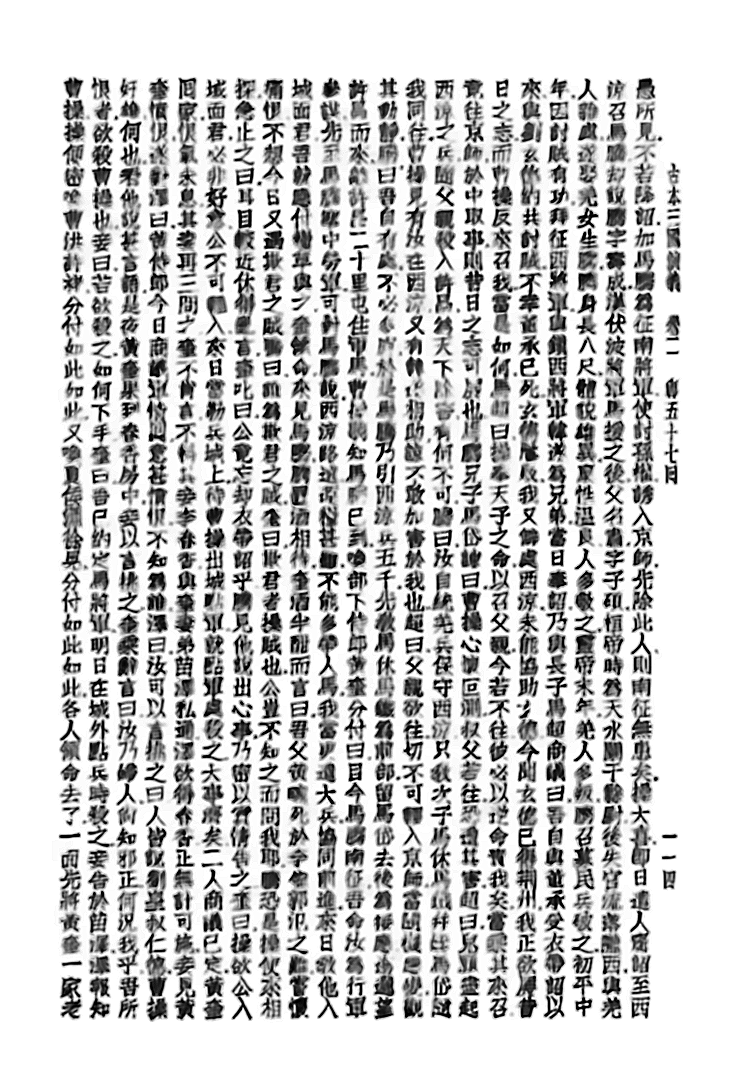 古本三國演義 卷二 第五十七回
一一四
愚所見不若降詔加馬騰爲征南將軍使討孫權誘入京師先除此人則南征無患矣操大喜卽日遣人齎詔至西
涼召馬騰却說騰字壽成漢伏波將軍馬援之後父名肅字子碩桓帝時爲天水蘭干縣尉後失官流落隴西與羌
人雜處遂娶羌女生騰騰身長八尺體貌雄異稟性溫良人多敬之靈帝末年羌人多叛騰召募民兵破之初平中
年因討賊有功拜征西將軍與鎭西將軍韓遂爲兄弟當日奉詔乃與長子馬超商議曰吾自與董承受衣帶詔以
來與劉玄德約共討賊不幸董承已死玄德屢敗我又僻處西涼未能協助玄德今聞玄德已得荊州我正欲展昔
日之志而曹操反來召我當是如何馬超曰操奉天子之命以召父親今若不往彼必以逆命責我矣當乘其來召
竟往京師於中取事則昔日之志可展也馬騰兄子馬岱諫曰曹操心懷叵測叔父若往恐遭其害超曰兒願盡起
西涼之兵隨父親殺入許昌爲天下除害有何不可騰曰汝自統羌兵保守西涼只敎次子馬休馬鐵幷姪馬岱隨
我同往曹操見有汝在西涼又有韓遂相助諒不敢加害於我也超曰父親欲往切不可輕入京師當隨機應變觀
其動靜騰曰吾自有處不必多慮於是馬騰乃引西涼兵五千先敎馬休馬鐵爲前部留馬岱在後爲接應迤邐望
許昌而來離許昌二十里屯住軍馬曹操聽知馬騰已到喚部下侍郎黃奎分付曰目今馬騰南征吾命汝爲行軍
參謀先至馬騰寨中勞軍可對馬騰說西涼路遠運糧甚難不能多帶人馬我當更遣大兵協同前進來日敎他入
城面君吾就應付糧草與之奎領命來見馬騰騰置酒相待奎酒半酣而言曰吾父黃琬死於李傕郭汜之難嘗懷
痛恨不想今日又遇欺君之賊騰曰誰爲欺君之賊奎曰欺君者操賊也公豈不知之而問我耶騰恐是操使來相
探急止之曰耳目較近休得亂言奎叱曰公竟忘却衣帶詔乎騰見他說出心事乃密以實情告之奎曰操欲公入
城面君必非好意公不可輕入來日當勒兵城上待曹操出城點軍就點軍處殺之大事濟矣二人商議已定黃奎
回家恨氣未息其妻再三問之奎不肯言不料其妾李春香與奎妻弟苗澤私通澤欲得春香正無計可施妾見黃
奎憤恨遂對澤曰黃侍郎今日商議軍情回意甚憤恨不知爲誰澤曰汝可以言挑之曰人皆說劉皇叔仁德曹操
奸雄何也看他說甚言語是夜黃奎果到春香房中妾以言挑之奎乘醉言曰汝乃婦人尙知邪正何況我乎吾所
恨者欲殺曹操也妾曰若欲殺之如何下手奎曰吾已約定馬將軍明日在城外點兵時殺之妾告於苗澤澤報知
曹操操便密喚曹洪許褚分付如此如此又喚夏侯淵徐晃分付如此如此各人領命去了一面先將黃奎一家老